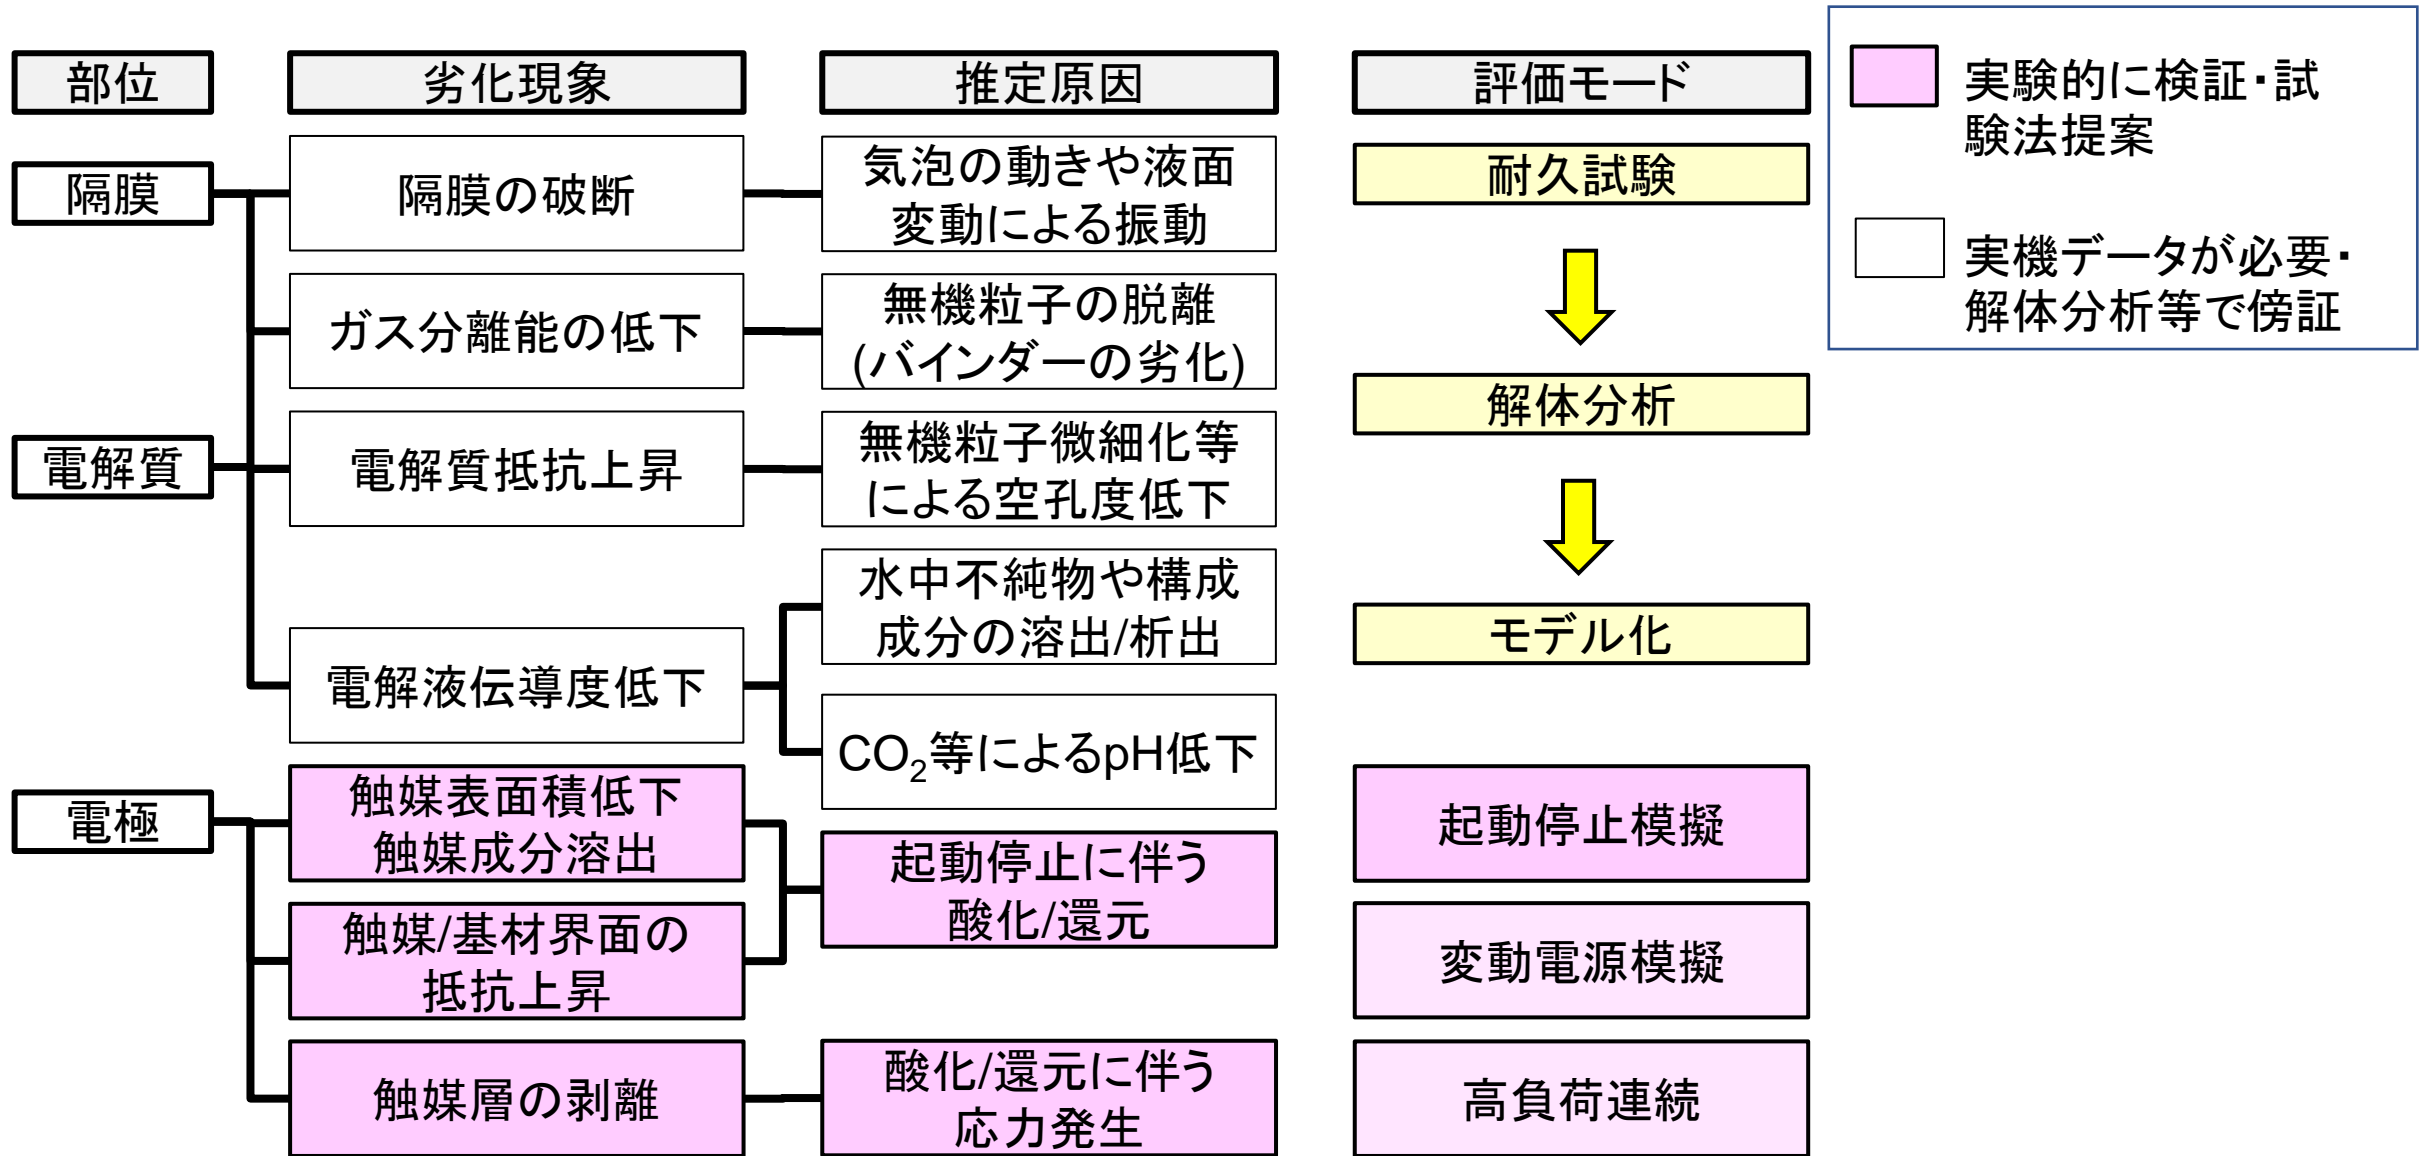 部位
劣化現象
推定原因
評価モード
実験的に検証・試
験法提案
実機データが必要・
解体分析等で傍証
隔膜
隔膜の破断
気泡の動きや液面
変動による振動
耐久試験
ガス分離能の低下
無機粒子の脱離
(バインダーの劣化)
解体分析
電解質
電解質抵抗上昇
無機粒子微細化等
による空孔度低下
モデル化
電解液伝導度低下
水中不純物や構成
成分の溶出/析出
CO₂等によるpH低下
電極
触媒表面積低下
触媒成分溶出
起動停止に伴う
酸化/還元
起動停止模擬
触媒/基材界面の
抵抗上昇
変動電源模擬
触媒層の剥離
酸化/還元に伴う
応力発生
高負荷連続